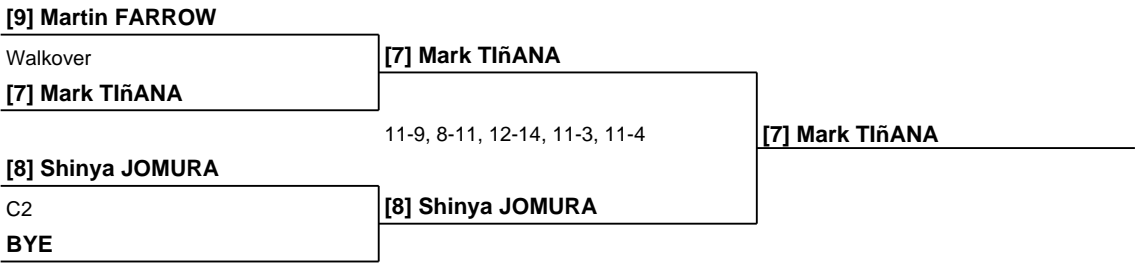 [9] Martin FARROW
Walkover
[7] Mark TIñANA
[7] Mark TIñANA
11-9, 8-11, 12-14, 11-3, 11-4
[7] Mark TIñANA
[8] Shinya JOMURA
C2
[8] Shinya JOMURA
BYE